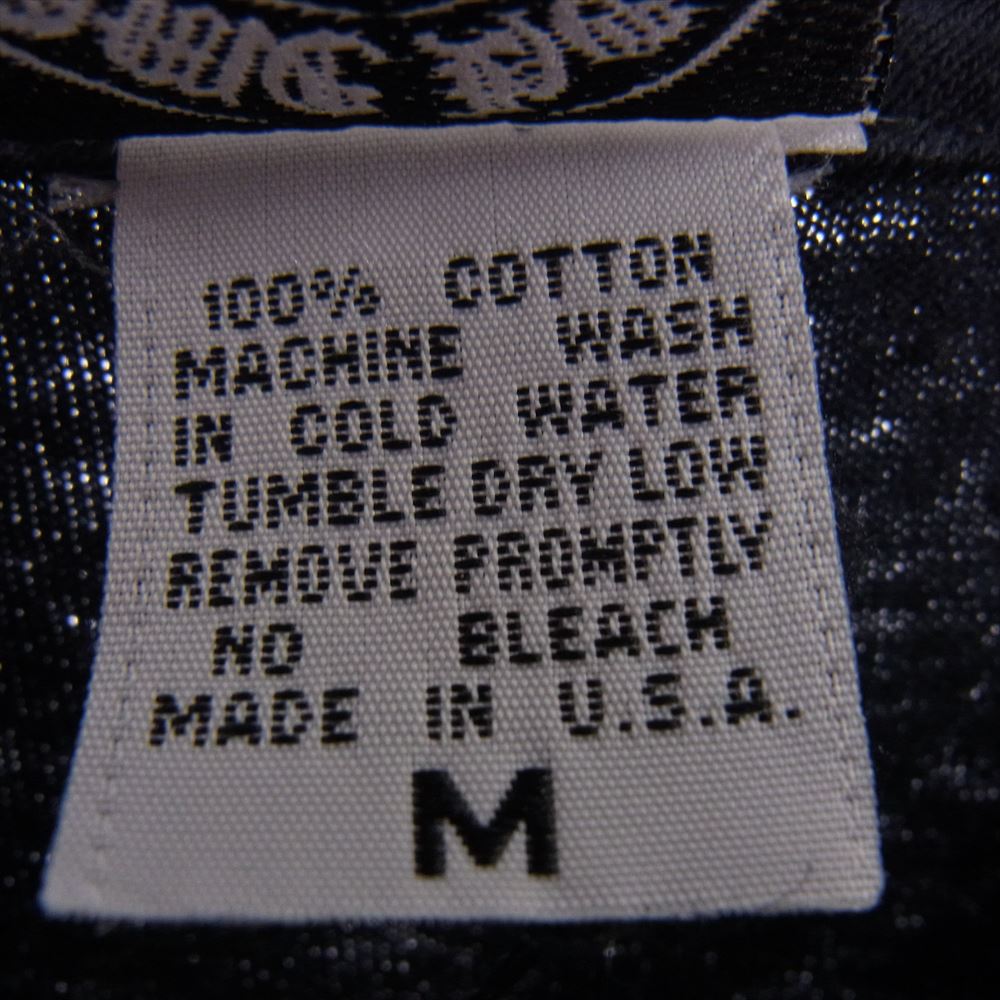 100% COTTON
MACHINE WASH
IN COLD WATER
TUMBLE DRY LOW
REMOVE PROMPTLY
NO BLEACH
MADE IN U.S.A.
M